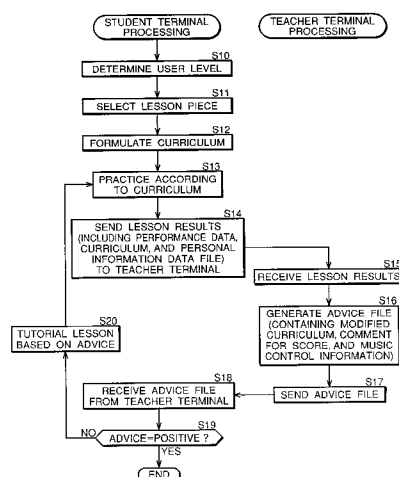 STUDENT TERMINAL
PROCESSING
TEACHER TERMINAL
PROCESSING
S10
DETERMINE USER LEVEL
S11
SELECT LESSON PIECE
S12
FORMULATE CURRICULUM
S13
PRACTICE ACCORDING
TO CURRICULUM
S14
SEND LESSON RESULTS
(INCLUDING PERFORMANCE DATA,
CURRICULUM, AND PERSONAL
INFORMATION DATA FILE)
TO TEACHER TERMINAL
S15
RECEIVE LESSON RESULTS
S16
GENERATE ADVICE FILE
(CONTAINING MODIFIED
CURRICULUM, COMMENT
FOR SCORE, AND MUSIC
CONTROL INFORMATION)
S17
SEND ADVICE FILE
S18
RECEIVE ADVICE FILE
FROM TEACHER TERMINAL
S19
ADVICE=POSITIVE ?
NO
YES
S20
TUTORIAL LESSON
BASED ON ADVICE
END